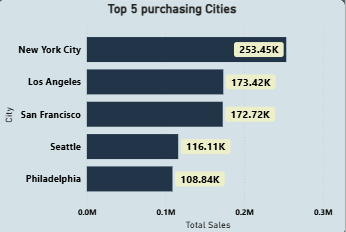 Top 5 purchasing Cities
New York City 253.45K
Los Angeles 173.42K
San Francisco 172.72K
Seattle 116.11K
Philadelphia 108.84K
City
0.0M 0.1M 0.2M 0.3M
Total Sales